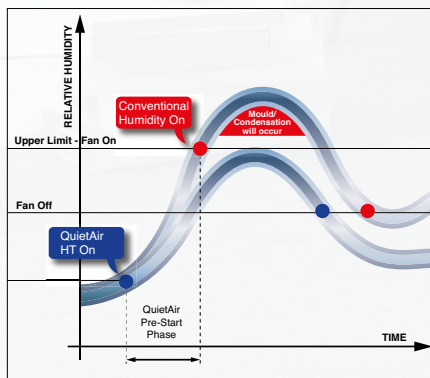 RELATIVE HUMIDITY
Conventional
Humidity On
Mould/
Condensation
will occur
Upper Limit - Fan On
Fan Off
QuietAir
HT On
QuietAir
Pre-Start
Phase
TIME